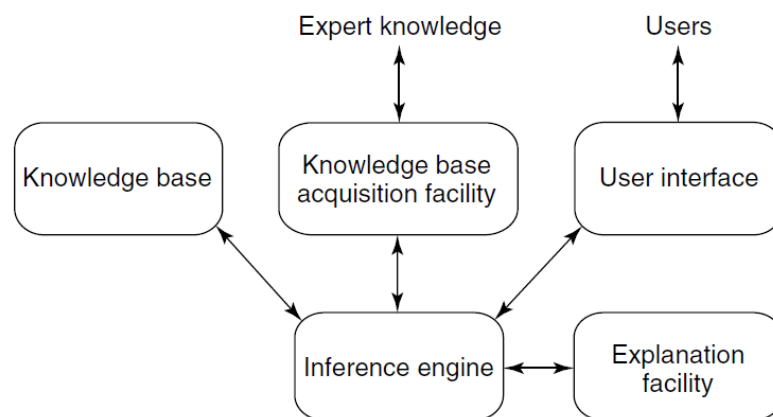 Expert knowledge
Users
Knowledge base
Knowledge base
acquisition facility
User interface
Inference engine
Explanation
facility